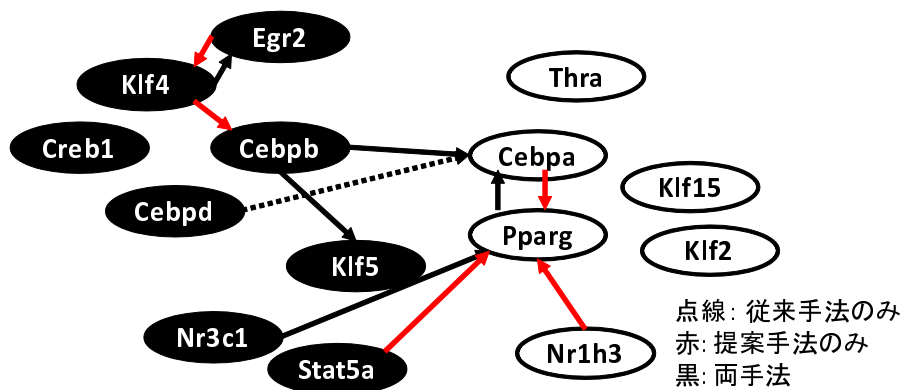 Egr2
Klf4
Thra
Creb1
Cebpb
Cebpa
Klf15
Cebpd
Pparg
Klf2
Klf5
Nr3c1
Nr1h3
Stat5a
点線: 従来手法のみ
赤: 提案手法のみ
黒: 両手法